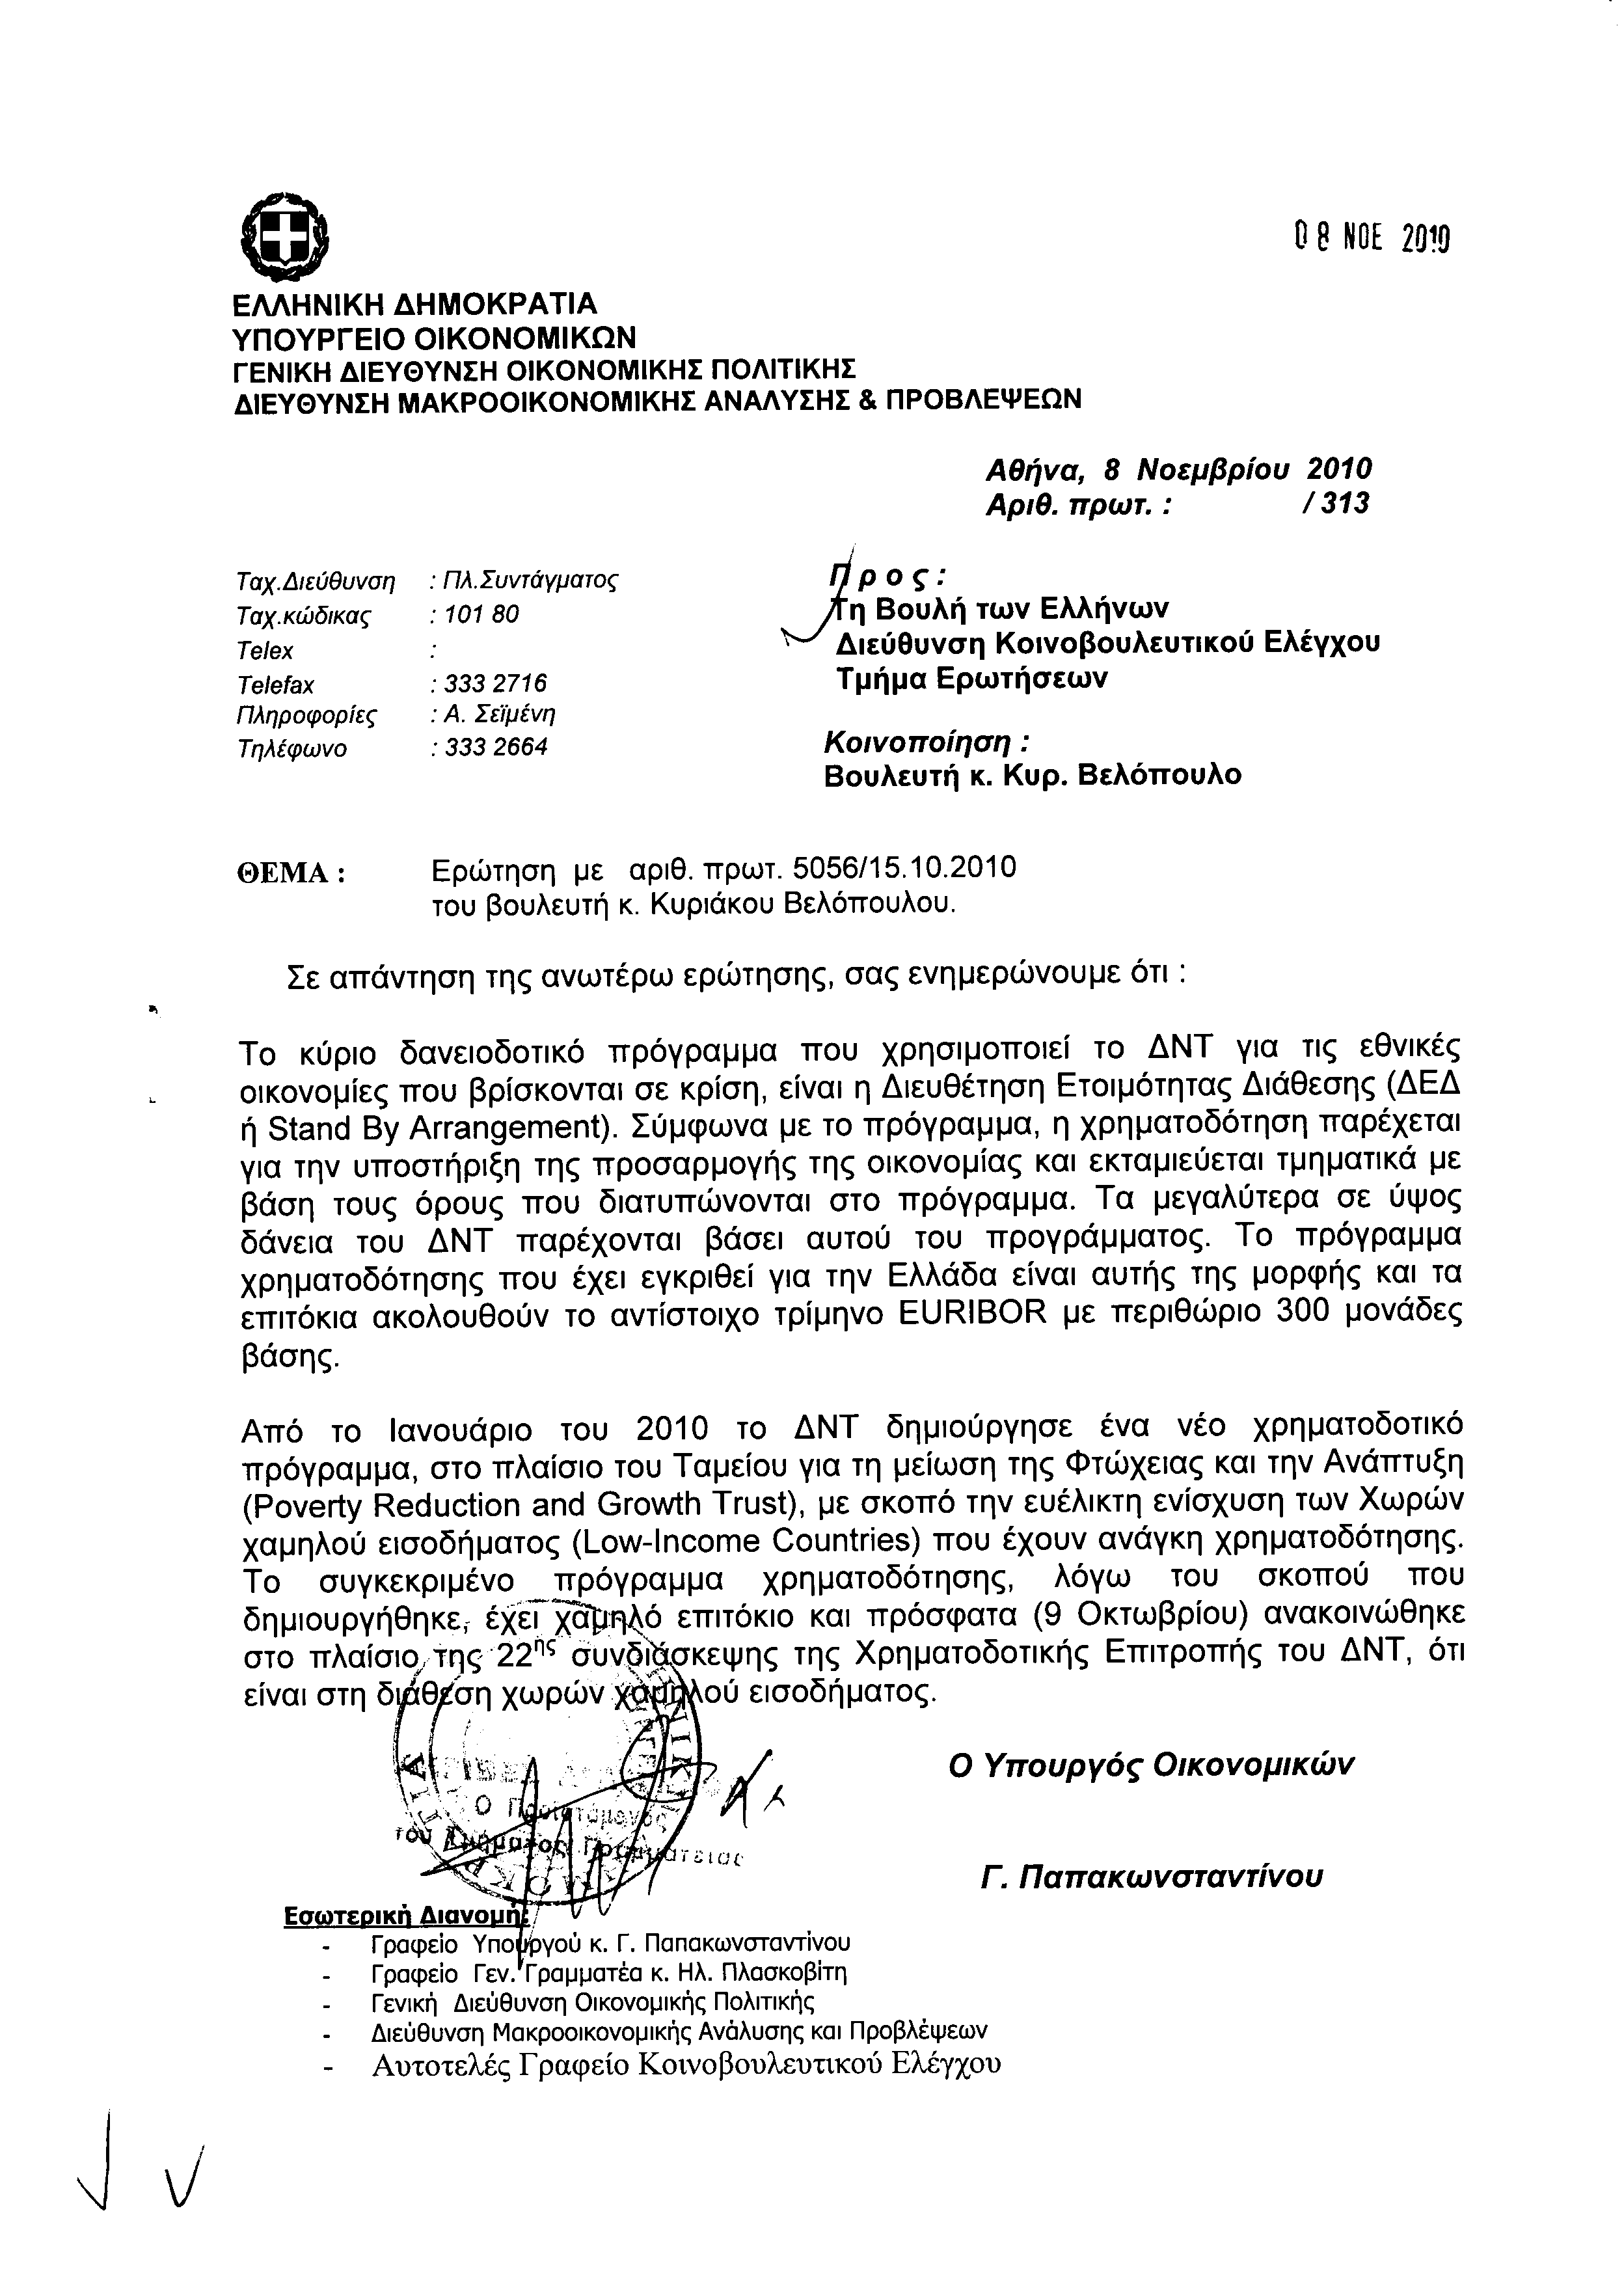 08 ΝΟΕ 2010
ΕΛΛΗΝΙΚΗ ΔΗΜΟΚΡΑΤΙΑ
ΥΠΟΥΡΓΕΙΟ ΟΙΚΟΝΟΜΙΚΩΝ
ΓΕΝΙΚΗ ΔΙΕΥΘΥΝΣΗ ΟΙΚΟΝΟΜΙΚΗΣ ΠΟΛΙΤΙΚΗΣ
ΔΙΕΥΘΥΝΣΗ ΜΑΚΡΟΟΙΚΟΝΟΜΙΚΗΣ ΑΝΑΛΥΣΗΣ & ΠΡΟΒΛΕΨΕΩΝ
Αθήνα, 8 Νοεμβρίου 2010
Αριθ. πρωτ. : /313
Ταχ.Διεύθυνση : Πλ.Συντάγματος
Ταχ.κώδικας : 101 80
Telex :
Telefax : 333 2716
Πληροφορίες : Α. Σεϊμένη
Τηλέφωνο : 333 2664
Προς:
Τη Βουλή των Ελλήνων
Διεύθυνση Κοινοβουλευτικού Ελέγχου
Τμήμα Ερωτήσεων
Κοινοποίηση :
Βουλευτή κ. Κυρ. Βελόπουλο
ΘΕΜΑ : Ερώτηση με αριθ. πρωτ. 5056/15.10.2010
του βουλευτή κ. Κυριάκου Βελόπουλου.
Σε απάντηση της ανωτέρω ερώτησης, σας ενημερώνουμε ότι :
Το κύριο δανειοδοτικό πρόγραμμα που χρησιμοποιεί το ΔΝΤ για τις εθνικές
οικονομίες που βρίσκονται σε κρίση, είναι η Διευθέτηση Ετοιμότητας Διάθεσης (ΔΕΔ
ή Stand By Arrangement). Σύμφωνα με το πρόγραμμα, η χρηματοδότηση παρέχεται
για την υποστήριξη της προσαρμογής της οικονομίας και εκταμιεύεται τμηματικά με
βάση τους όρους που διατυπώνονται στο πρόγραμμα. Τα μεγαλύτερα σε ύψος
δάνεια του ΔΝΤ παρέχονται βάσει αυτού του προγράμματος. Το πρόγραμμα
χρηματοδότησης που έχει εγκριθεί για την Ελλάδα είναι αυτής της μορφής και τα
επιτόκια ακολουθούν το αντίστοιχο τρίμηνο EURIBOR με περιθώριο 300 μονάδες
βάσης.
Από το Ιανουάριο του 2010 το ΔΝΤ δημιούργησε ένα νέο χρηματοδοτικό
πρόγραμμα, στο πλαίσιο του Ταμείου για τη μείωση της Φτώχειας και την Ανάπτυξη
(Poverty Reduction and Growth Trust), με σκοπό την ευέλικτη ενίσχυση των Χωρών
χαμηλού εισοδήματος (Low-Income Countries) που έχουν ανάγκη χρηματοδότησης.
Το συγκεκριμένο πρόγραμμα χρηματοδότησης, λόγω του σκοπού που
δημιουργήθηκε, έχει χαμηλό επιτόκιο και πρόσφατα (9 Οκτωβρίου) ανακοινώθηκε
στο πλαίσιο της 22ης συνδιάσκεψης της Χρηματοδοτικής Επιτροπής του ΔΝΤ, ότι
είναι στη διάθεση χωρών χαμηλού εισοδήματος.
Ο Υπουργός Οικονομικών
Ο Προϊστάμενος
του Τμήματος Γραμματείας
Γ. Παπακωνσταντίνου
Εσωτερική Διανομή:
- Γραφείο Υπουργού κ. Γ. Παπακωνσταντίνου
- Γραφείο Γεν. Γραμματέα κ. Ηλ. Πλασκοβίτη
- Γενική Διεύθυνση Οικονομικής Πολιτικής
- Διεύθυνση Μακροοικονομικής Ανάλυσης και Προβλέψεων
- Αυτοτελές Γραφείο Κοινοβουλευτικού Ελέγχου